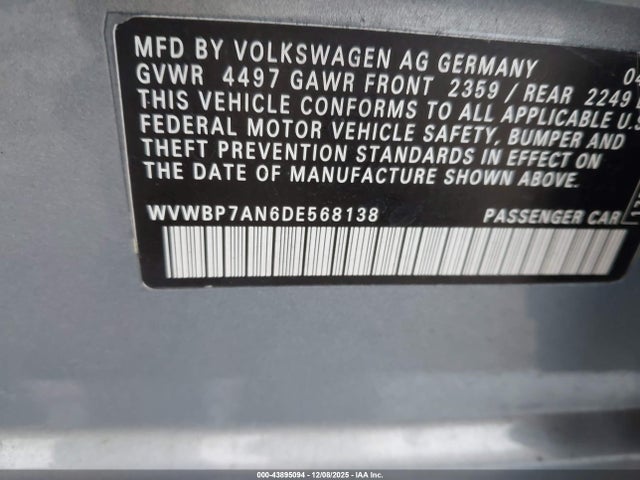 MFD BY VOLKSWAGEN AG GERMANY 04
GVWR 4497 GAWR FRONT 2359 / REAR 2249
THIS VEHICLE CONFORMS TO ALL APPLICABLE U.S
FEDERAL MOTOR VEHICLE SAFETY, BUMPER AND
THEFT PREVENTION STANDARDS IN EFFECT ON
THE DATE OF MANUFACTURE SHOWN ABOVE.
WVWBP7AN6DE568138 PASSENGER CAR
000-43895094 | 12/08/2025 | IAA Inc.